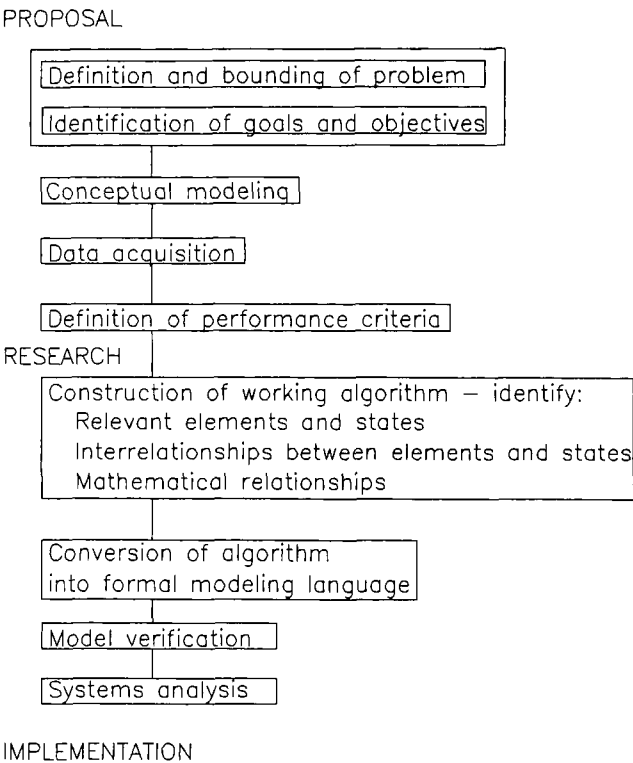 PROPOSAL
Definition and bounding of problem
Identification of goals and objectives
Conceptual modeling
Data acquisition
Definition of performance criteria
RESEARCH
Construction of working algorithm – identify:
Relevant elements and states
Interrelationships between elements and states
Mathematical relationships
Conversion of algorithm
into formal modeling language
Model verification
Systems analysis
IMPLEMENTATION